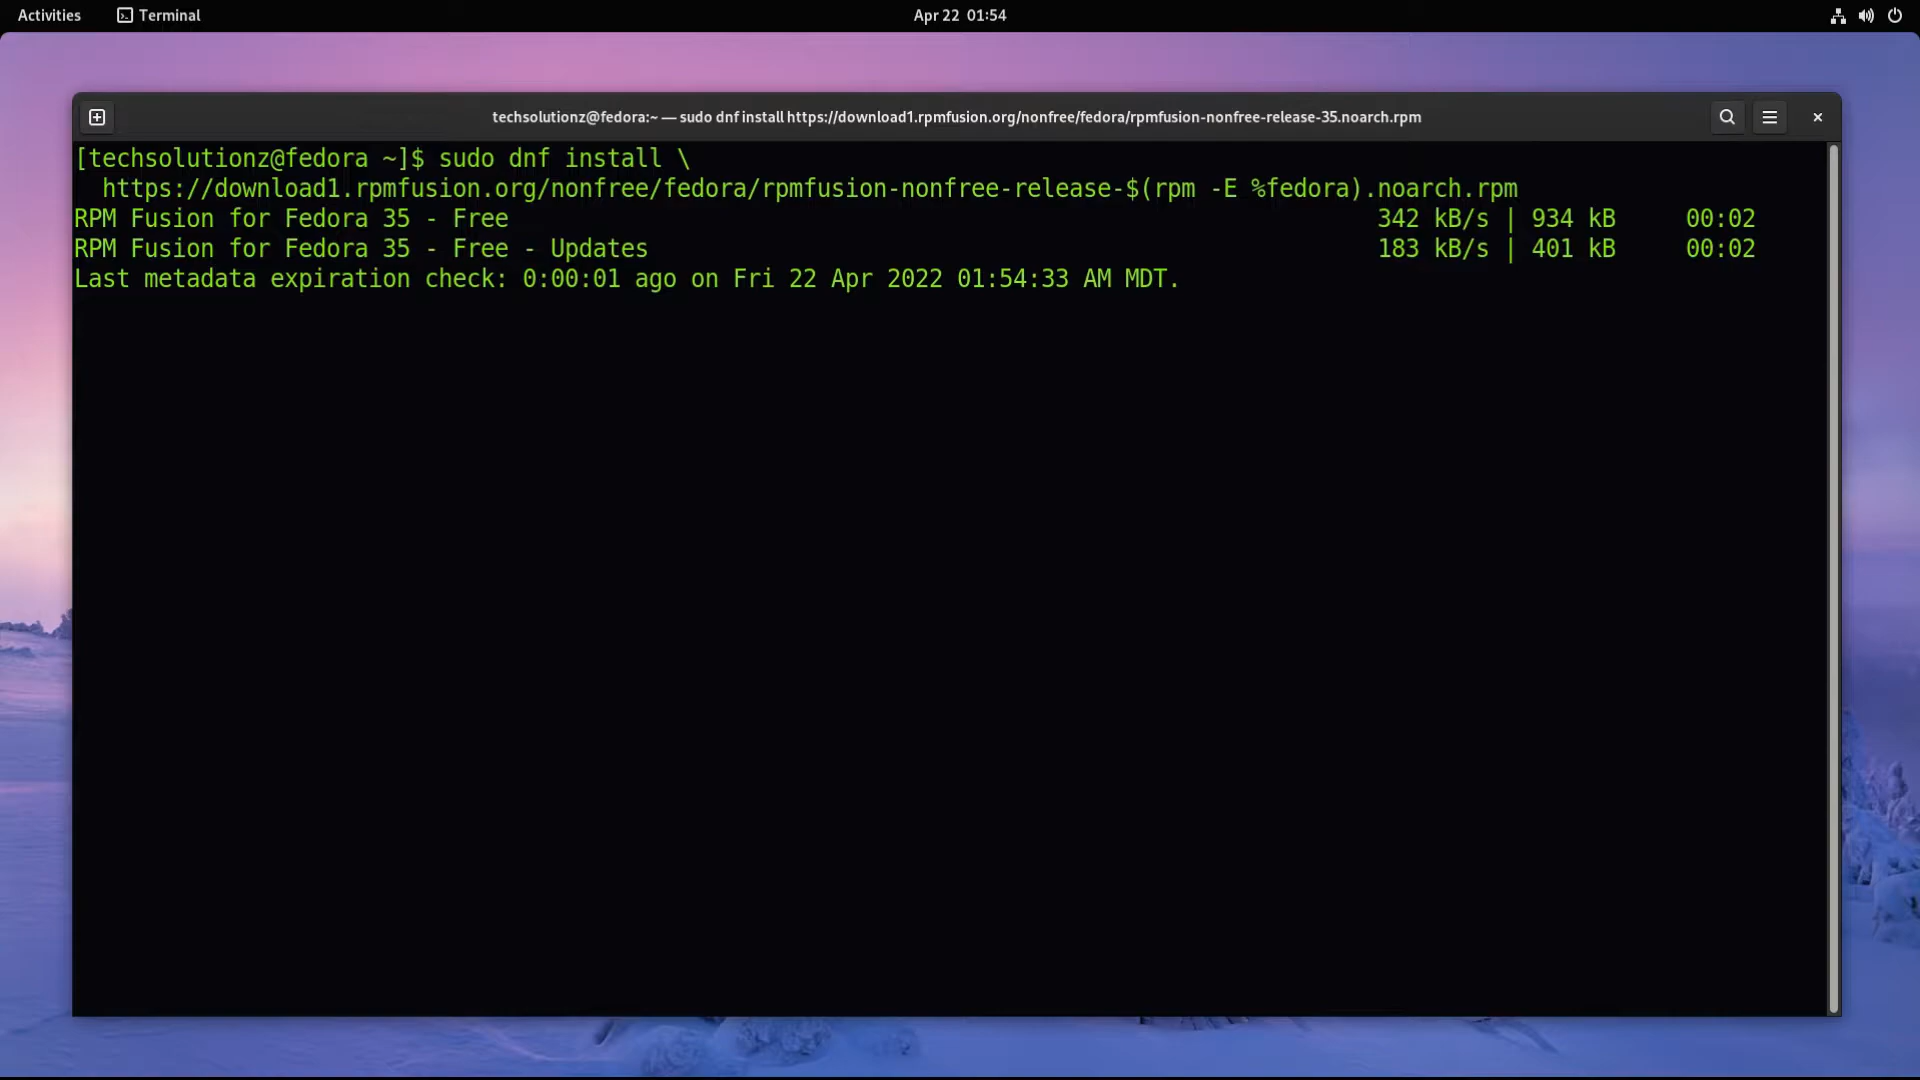 Activities
Terminal
Apr 22 01:54
techsolutionz@fedora:~ — sudo dnf install https://download1.rpmfusion.org/nonfree/fedora/rpmfusion-nonfree-release-35.noarch.rpm
[techsolutionz@fedora ~]$ sudo dnf install \
https://download1.rpmfusion.org/nonfree/fedora/rpmfusion-nonfree-release-$(rpm -E %fedora).noarch.rpm
RPM Fusion for Fedora 35 - Free 342 kB/s | 934 kB 00:02
RPM Fusion for Fedora 35 - Free - Updates 183 kB/s | 401 kB 00:02
Last metadata expiration check: 0:00:01 ago on Fri 22 Apr 2022 01:54:33 AM MDT.